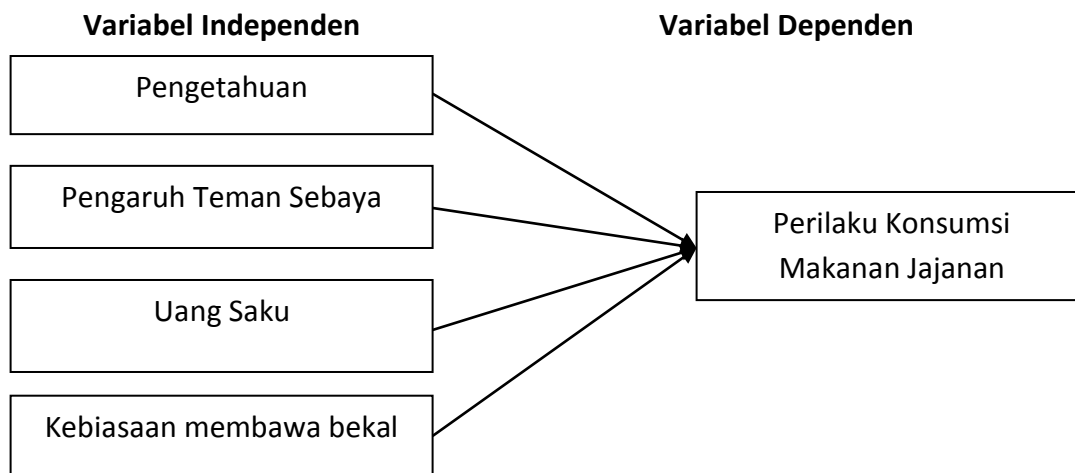 Variabel Independen
Variabel Dependen
Pengetahuan
Pengaruh Teman Sebaya
Uang Saku
Kebiasaan membawa bekal
Perilaku Konsumsi
Makanan Jajanan